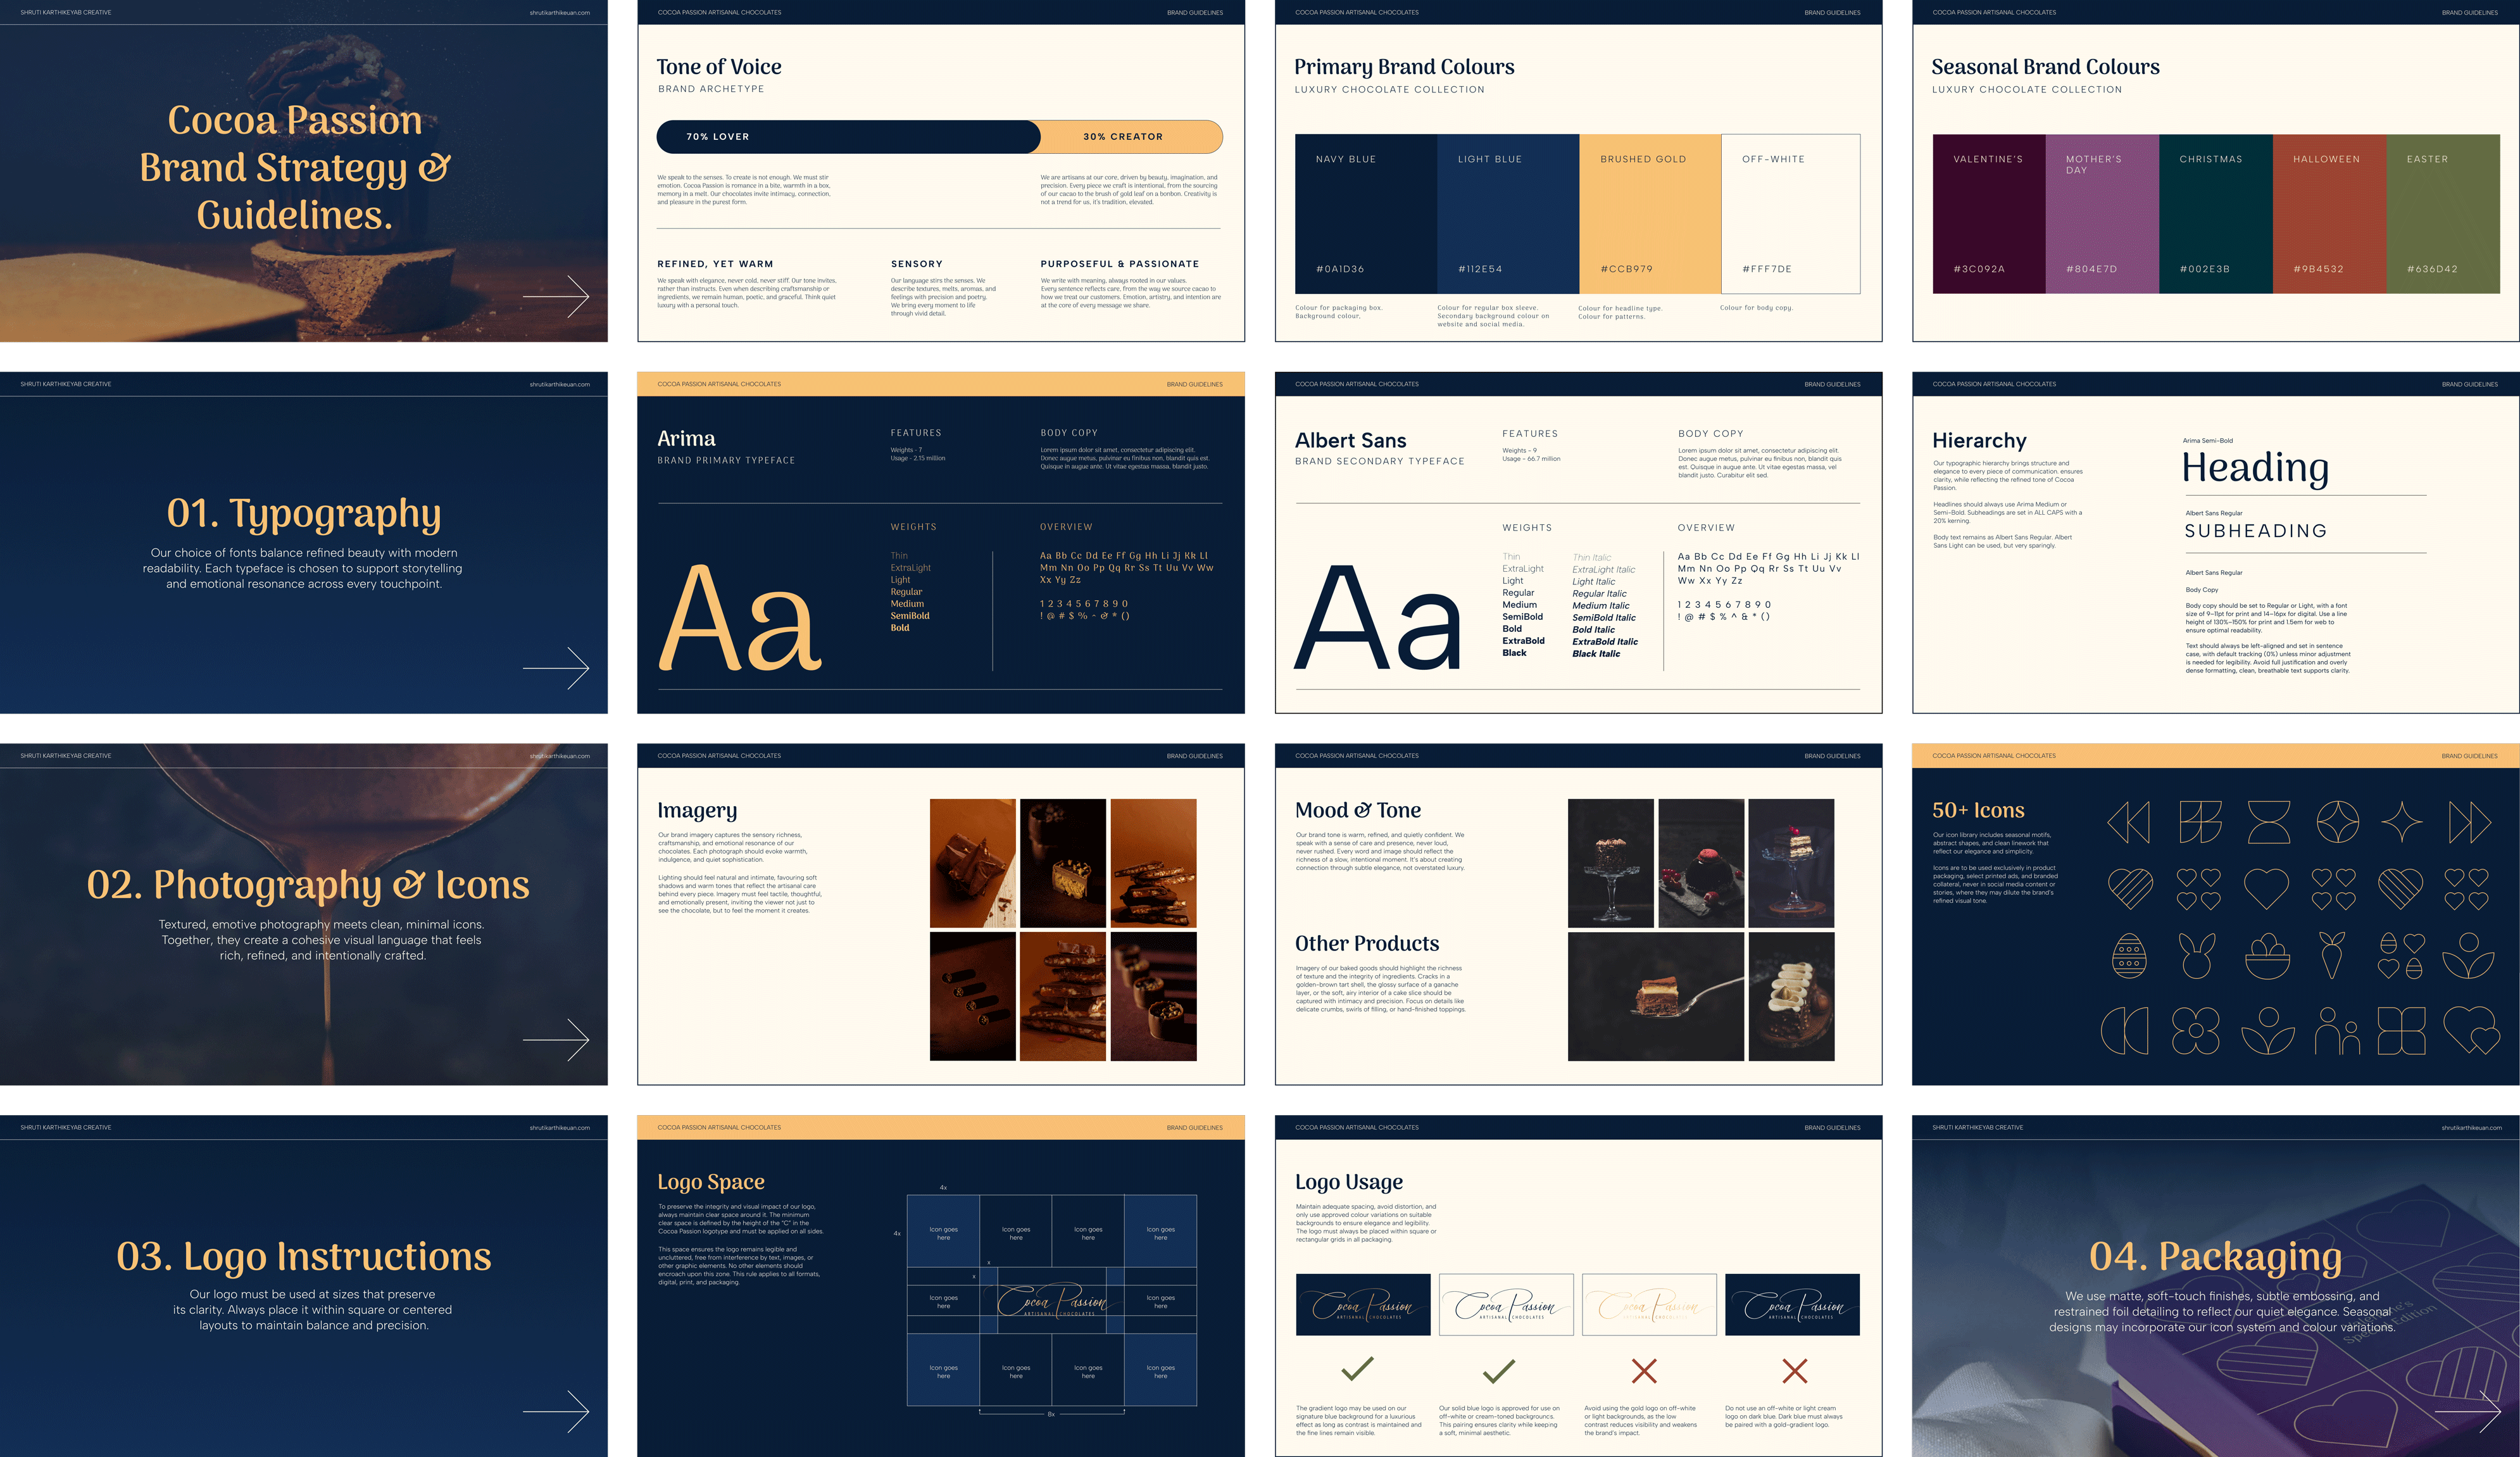 SHRUTI KARTHIKEYAB CREATIVE
shrutikarthikeuan.com
Cocoa Passion
Brand Strategy &
Guidelines.
COCOA PASSION ARTISANAL CHOCOLATES
BRAND GUIDELINES
Tone of Voice
BRAND ARCHETYPE
70% LOVER
30% CREATOR
We speak to the senses. To create is not enough. We must stir
emotion. Cocoa Passion is romance in a bite, warmth in a box,
memory in a melt. Our chocolates invite intimacy, connection,
and pleasure in the purest form.
We are artisans at our core, driven by beauty, imagination, and
precision. Every piece we craft is intentional, from the sourcing
of our cacao to the brush of gold leaf on a bonbon. Creativity is
not a trend for us, it's tradition, elevated.
REFINED, YET WARM
We speak with elegance, never cold, never stiff. Our tone invites,
rather than instructs. Even when describing craftsmanship or
ingredients, we remain human, poetic, and graceful. Think quiet
luxury with a personal touch.
SENSORY
Our language stirs the senses. We
describe textures, melts, aromas, and
feelings with precision and poetry.
We bring every moment to life
through vivid detail.
PURPOSEFUL & PASSIONATE
We write with meaning, always rooted in our values.
Every sentence reflects care, from the way we source cacao to
how we treat our customers. Emotion, artistry, and intention are
at the core of every message we share.
COCOA PASSION ARTISANAL CHOCOLATES
BRAND GUIDELINES
Primary Brand Colours
LUXURY CHOCOLATE COLLECTION
NAVY BLUE
LIGHT BLUE
BRUSHED GOLD
OFF-WHITE
#0A1D36
#112E54
#CCB979
#FFF7DE
Colour for packaging box.
Background colour.
Colour for regular box sleeve.
Secondary background colour on
website and social media.
Colour for headline type.
Colour for patterns.
Colour for body copy.
COCOA PASSION ARTISANAL CHOCOLATES
BRAND GUIDELINES
Seasonal Brand Colours
LUXURY CHOCOLATE COLLECTION
VALENTINE'S
MOTHER'S
DAY
CHRISTMAS
HALLOWEEN
EASTER
#3C092A
#804E7D
#002E3B
#9B4532
#636D42
SHRUTI KARTHIKEYAB CREATIVE
shrutikarthikeuan.com
01. Typography
Our choice of fonts balance refined beauty with modern
readability. Each typeface is chosen to support storytelling
and emotional resonance across every touchpoint.
COCOA PASSION ARTISANAL CHOCOLATES
BRAND GUIDELINES
Arima
BRAND PRIMARY TYPEFACE
FEATURES
Weights - 7
Usage - 2.15 million
BODY COPY
Lorem ipsum dolor sit amet, consectetur adipiscing elit.
Donec augue metus, pulvinar eu finibus non, blandit quis est.
Quisque in augue ante. Ut vitae egestas massa, blandit justo.
Aa
WEIGHTS
Thin
ExtraLight
Light
Regular
Medium
SemiBold
Bold
OVERVIEW
Aa Bb Cc Dd Ee Ff Gg Hh Li Jj Kk Ll
Mm Nn Oo Pp Qq Rr Ss Tt Uu Vv Ww
Xx Yy Zz
1 2 3 4 5 6 7 8 9 0
! @ # $ % ~ & * ()
COCOA PASSION ARTISANAL CHOCOLATES
BRAND GUIDELINES
Albert Sans
BRAND SECONDARY TYPEFACE
FEATURES
Weights - 9
Usage - 66.7 million
BODY COPY
Lorem ipsum dolor sit amet, consectetur adipiscing elit.
Donec augue metus, pulvinar eu finibus non, blandit quis
est. Quisque in augue ante. Ut vitae egestas massa, vel
blandit justo. Curabitur elit sed.
Aa
WEIGHTS
Thin
ExtraLight
Light
Regular
Medium
SemiBold
Bold
ExtraBold
Black
Thin Italic
ExtraLight Italic
Light Italic
Regular Italic
Medium Italic
SemiBold Italic
Bold Italic
ExtraBold Italic
Black Italic
OVERVIEW
Aa Bb Cc Dd Ee Ff Gg Hh Li Jj Kk Ll
Mm Nn Oo Pp Qq Rr Ss Tt Uu Vv
Ww Xx Yy Zz
1 2 3 4 5 6 7 8 9 0
! @ # $ % ^ & * ()
COCOA PASSION ARTISANAL CHOCOLATES
BRAND GUIDELINES
Hierarchy
Our typographic hierarchy brings structure and
elegance to every piece of communication. ensures
clarity, while reflecting the refined tone of Cocoa
Passion.
Headlines should always use Arima Medium or
Semi-Bold. Subheadings are set in ALL CAPS with a
20% kerning.
Body text remains as Albert Sans Regular. Albert
Sans Light can be used, but very sparingly.
Arima Semi-Bold
Heading
Albert Sans Regular
SUBHEADING
Albert Sans Regular
Body Copy
Body copy should be set to Regular or Light, with a font
size of 9–11pt for print and 14–16px for digital. Use a line
height of 130%–150% for print and 1.5em for web to
ensure optimal readability.
Text should always be left-aligned and set in sentence
case, with default tracking (0%) unless minor adjustment
is needed for legibility. Avoid full justification and overly
dense formatting, clean, breathable text supports clarity.
SHRUTI KARTHIKEYAB CREATIVE
shrutikarthikeuan.com
02. Photography & Icons
Textured, emotive photography meets clean, minimal icons.
Together, they create a cohesive visual language that feels
rich, refined, and intentionally crafted.
COCOA PASSION ARTISANAL CHOCOLATES
BRAND GUIDELINES
Imagery
Our brand imagery captures the sensory richness,
craftsmanship, and emotional resonance of our
chocolates. Each photograph should evoke warmth,
indulgence, and quiet sophistication.
Lighting should feel natural and intimate, favouring soft
shadows and warm tones that reflect the artisanal care
behind every piece. Imagery must feel tactile, thoughtful,
and emotionally present, inviting the viewer not just to
see the chocolate, but to feel the moment it creates.
COCOA PASSION ARTISANAL CHOCOLATES
BRAND GUIDELINES
Mood & Tone
Our brand tone is warm, refined, and quietly confident. We
speak with a sense of care and presence, never loud,
never rushed. Every word and image should reflect the
richness of a slow, intentional moment. It's about creating
connection through subtle elegance, not overstated luxury.
Other Products
Imagery of our baked goods should highlight the richness
of texture and the integrity of ingredients. Cracks in a
golden-brown tart shell, the glossy surface of a ganache
layer, or the soft, airy interior of a cake slice should be
captured with intimacy and precision. Focus on details like
delicate crumbs, swirls of filling, or hand-finished toppings.
COCOA PASSION ARTISANAL CHOCOLATES
BRAND GUIDELINES
50+ Icons
Our icon library includes seasonal motifs,
abstract shapes, and clean linework that
reflect our elegance and simplicity.
Icons are to be used exclusively in product
packaging, select printed ads, and branded
collateral, never in social media content or
stories, where they may dilute the brand's
refined visual tone.
SHRUTI KARTHIKEYAB CREATIVE
shrutikarthikeuan.com
03. Logo Instructions
Our logo must be used at sizes that preserve
its clarity. Always place it within square or centered
layouts to maintain balance and precision.
COCOA PASSION ARTISANAL CHOCOLATES
BRAND GUIDELINES
Logo Space
To preserve the integrity and visual impact of our logo,
always maintain clear space around it. The minimum
clear space is defined by the height of the "C" in the
Cocoa Passion logotype and must be applied on all sides.
This space ensures the logo remains legible and
uncluttered, free from interference by text, images, or
other graphic elements. No other elements should
encroach upon this zone. This rule applies to all formats,
digital, print, and packaging.
4x
4x
Icon goes
here
Icon goes
here
Icon goes
here
Icon goes
here
x
x
Icon goes
here
Cocoa Passion
ARTISANAL CHOCOLATES
Icon goes
here
Icon goes
here
Icon goes
here
Icon goes
here
Icon goes
here
8x
COCOA PASSION ARTISANAL CHOCOLATES
BRAND GUIDELINES
Logo Usage
Maintain adequate spacing, avoid distortion, and
only use approved colour variations on suitable
backgrounds to ensure elegance and legibility.
The logo must always be placed within square or
rectangular grids in all packaging.
Cocoa Passion
ARTISANAL CHOCOLATES
Cocoa Passion
ARTISANAL CHOCOLATES
Cocoa Passion
ARTISANAL CHOCOLATES
Cocoa Passion
ARTISANAL CHOCOLATES
The gradient logo may be used on our
signature blue background for a luxurious
effect as long as contrast is maintained and
the fine lines remain visible.
Our solid blue logo is approved for use on
off-white or cream-toned backgrounds.
This pairing ensures clarity while keeping
a soft, minimal aesthetic.
Avoid using the gold logo on off-white
or light backgrounds, as the low
contrast reduces visibility and weakens
the brand's impact.
Do not use an off-white or light cream
logo on dark blue. Dark blue must always
be paired with a gold-gradient logo.
SHRUTI KARTHIKEYAB CREATIVE
shrutikarthikeuan.com
04. Packaging
We use matte, soft-touch finishes, subtle embossing, and
restrained foil detailing to reflect our quiet elegance. Seasonal
designs may incorporate our icon system and colour variations.
Edition